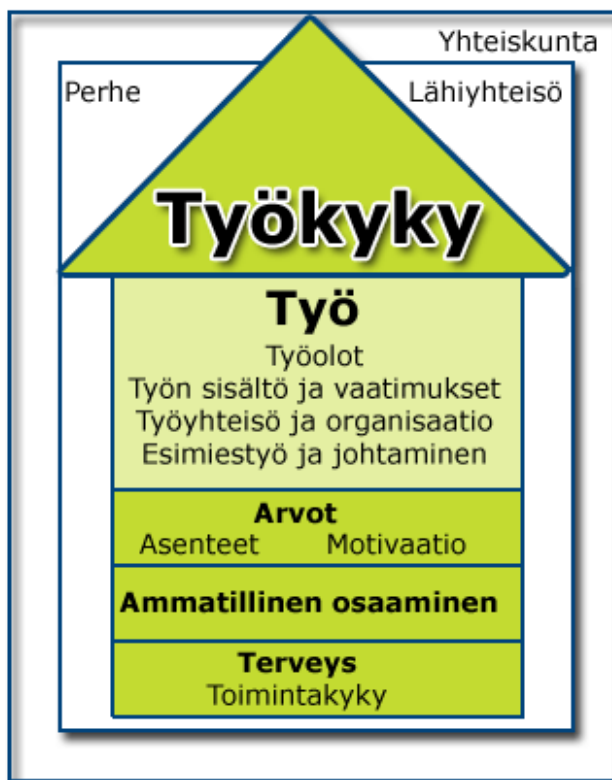 Yhteiskunta
Perhe
Lähiyhteisö
Työkyky
Työ
Työolot
Työn sisältö ja vaatimukset
Työyhteisö ja organisaatio
Esimiestyö ja johtaminen
Arvot
Asenteet Motivaatio
Ammatillinen osaaminen
Terveys
Toimintakyky